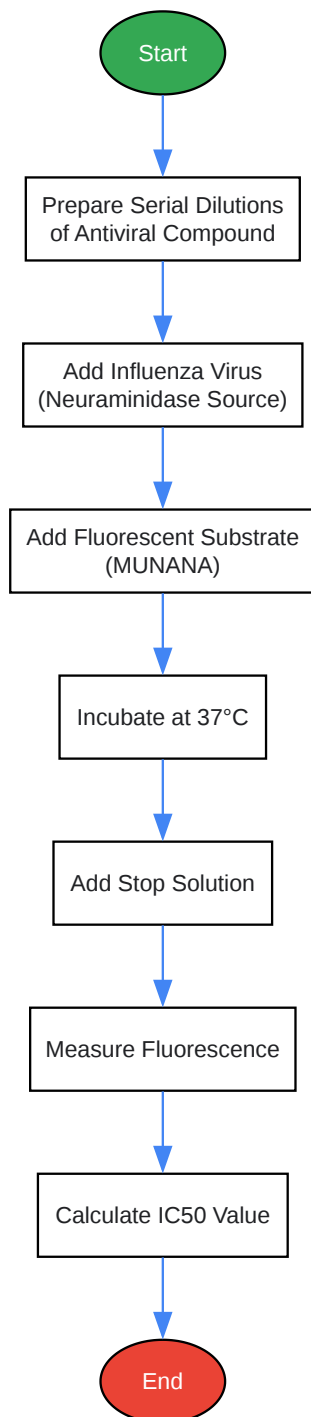 Start
Prepare Serial Dilutions
of Antiviral Compound
Add Influenza Virus
(Neuraminidase Source)
Add Fluorescent Substrate
(MUNANA)
Incubate at 37°C
Add Stop Solution
Measure Fluorescence
Calculate IC50 Value
End